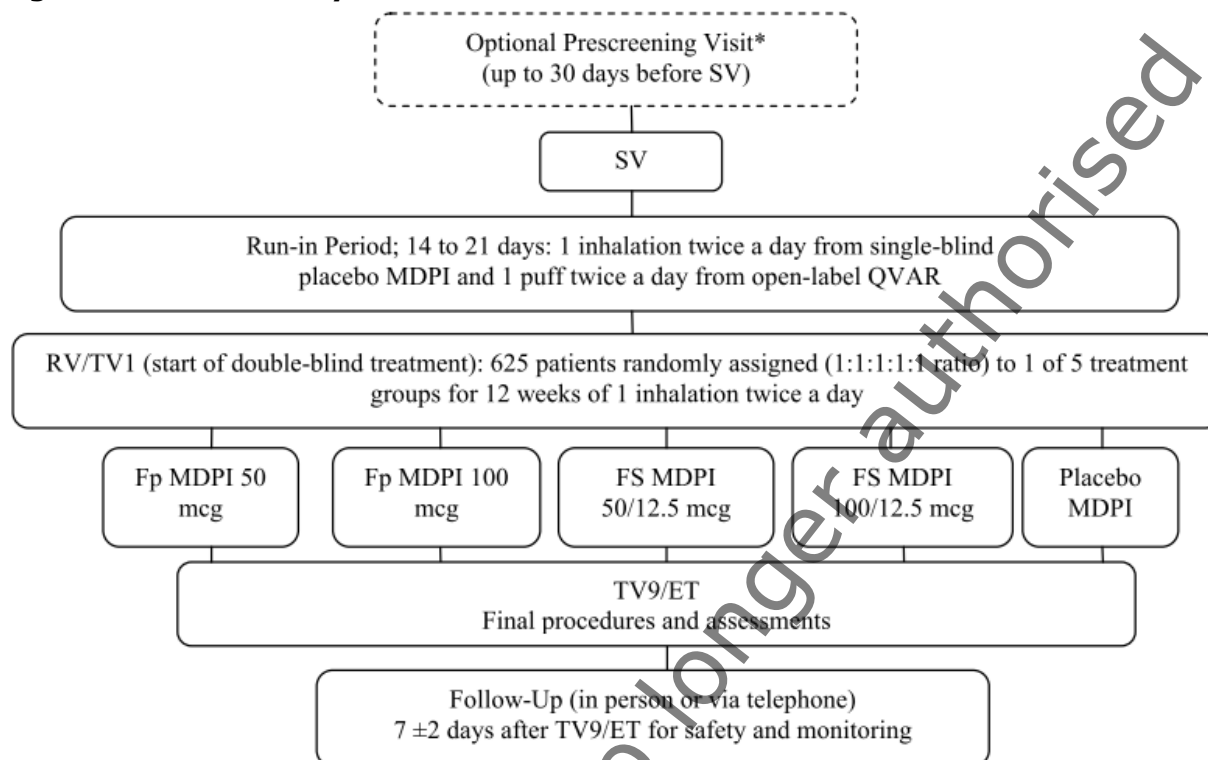 Optional Prescreening Visit*
(up to 30 days before SV)
SV
Run-in Period; 14 to 21 days: 1 inhalation twice a day from single-blind
placebo MDPI and 1 puff twice a day from open-label QVAR
RV/TV1 (start of double-blind treatment): 625 patients randomly assigned (1:1:1:1:1 ratio) to 1 of 5 treatment
groups for 12 weeks of 1 inhalation twice a day
Fp MDPI 50
mcg
Fp MDPI 100
mcg
FS MDPI
50/12.5 mcg
FS MDPI
100/12.5 mcg
Placebo
MDPI
TV9/ET
Final procedures and assessments
Follow-Up (in person or via telephone)
7 ±2 days after TV9/ET for safety and monitoring
longer authorised